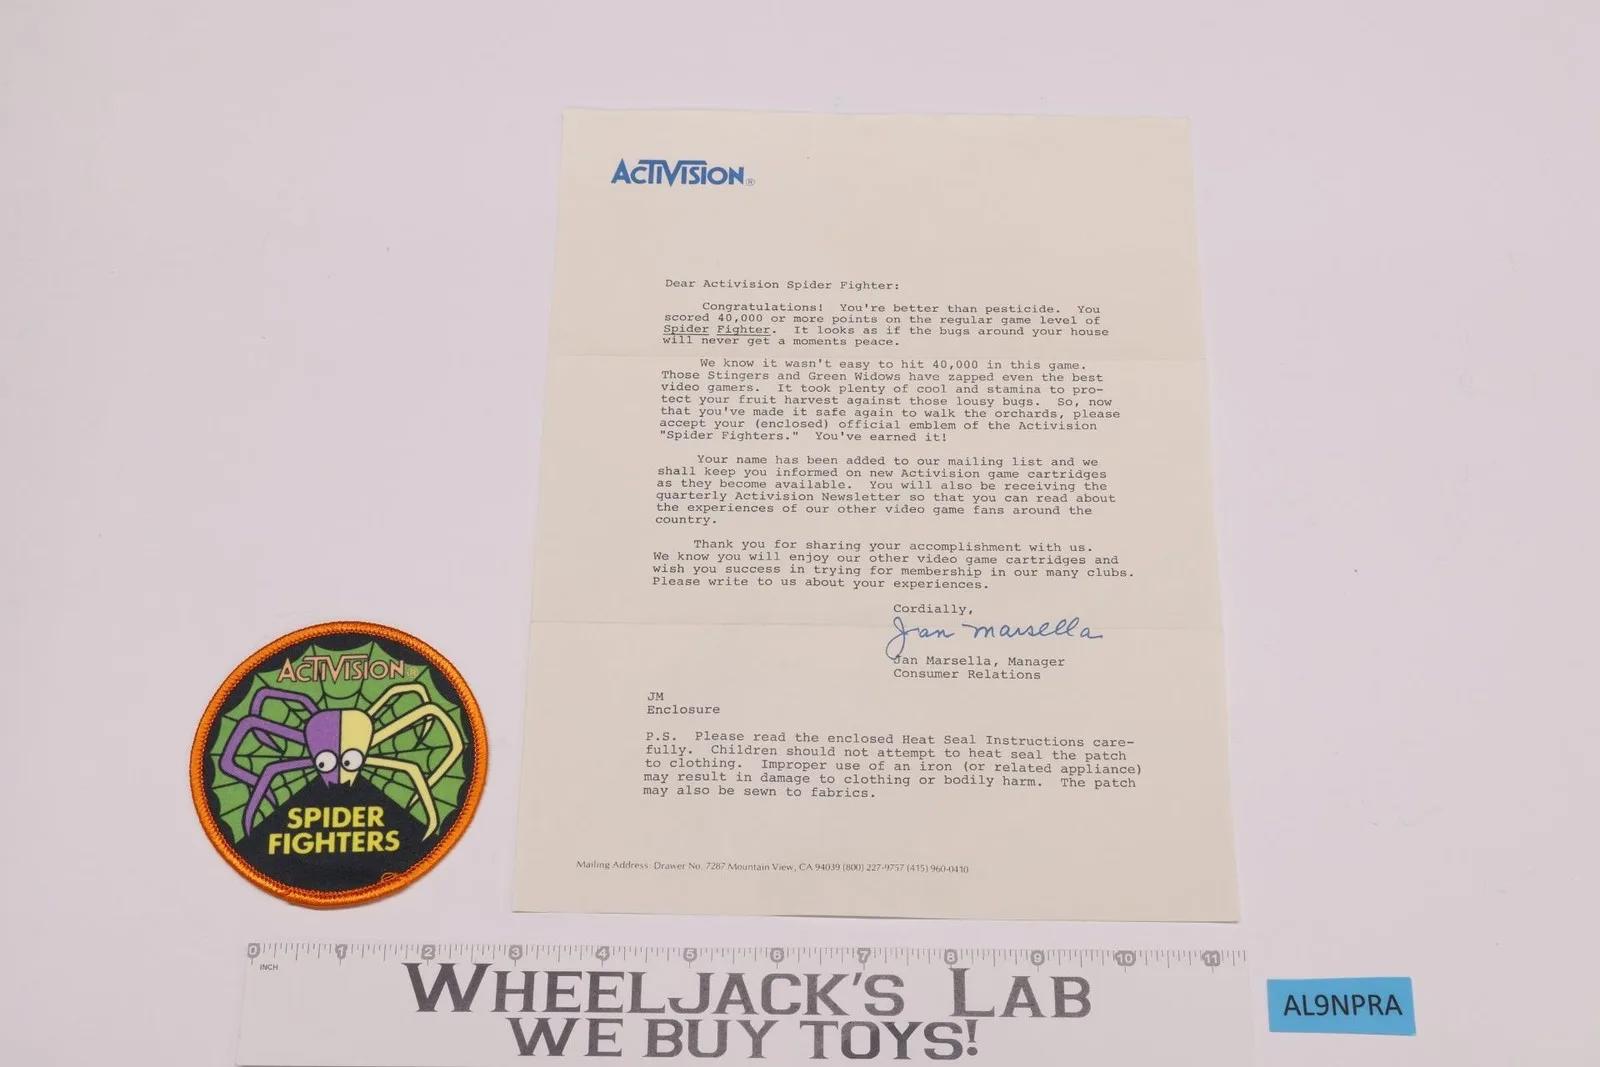 ACTIVISION®
Dear Activision Spider Fighter:
Congratulations! You're better than pesticide. You
scored 40,000 or more points on the regular game level of
Spider Fighter. It looks as if the bugs around your house
will never get a moments peace.
We know it wasn't easy to hit 40,000 in this game.
Those Stingers and Green Widows have zapped even the best
video gamers. It took plenty of cool and stamina to pro-
tect your fruit harvest against those lousy bugs. So, now
that you've made it safe again to walk the orchards, please
accept your (enclosed) official emblem of the Activision
"Spider Fighters." You've earned it!
Your name has been added to our mailing list and we
shall keep you informed on new Activision game cartridges
as they become available. You will also be receiving the
quarterly Activision Newsletter so that you can read about
the experiences of our other video game fans around the
country.
Thank you for sharing your accomplishment with us.
We know you will enjoy our other video game cartridges and
wish you success in trying for membership in our many clubs.
Please write to us about your experiences.
Cordially,
Jan Marsella
Jan Marsella, Manager
Consumer Relations
JM
Enclosure
P.S. Please read the enclosed Heat Seal Instructions care-
fully. Children should not attempt to heat seal the patch
to clothing. Improper use of an iron (or related appliance)
may result in damage to clothing or bodily harm. The patch
may also be sewn to fabrics.
Mailing Address: Drawer No. 7287 Mountain View, CA 94039 (800) 227-9757 (415) 960-0410
ACTIVISION®
SPIDER
FIGHTERS
0 1 2 3 4 5 6 7 8 9 10 11
INCH
WHEELJACK'S LAB
WE BUY TOYS!
AL9NPRA